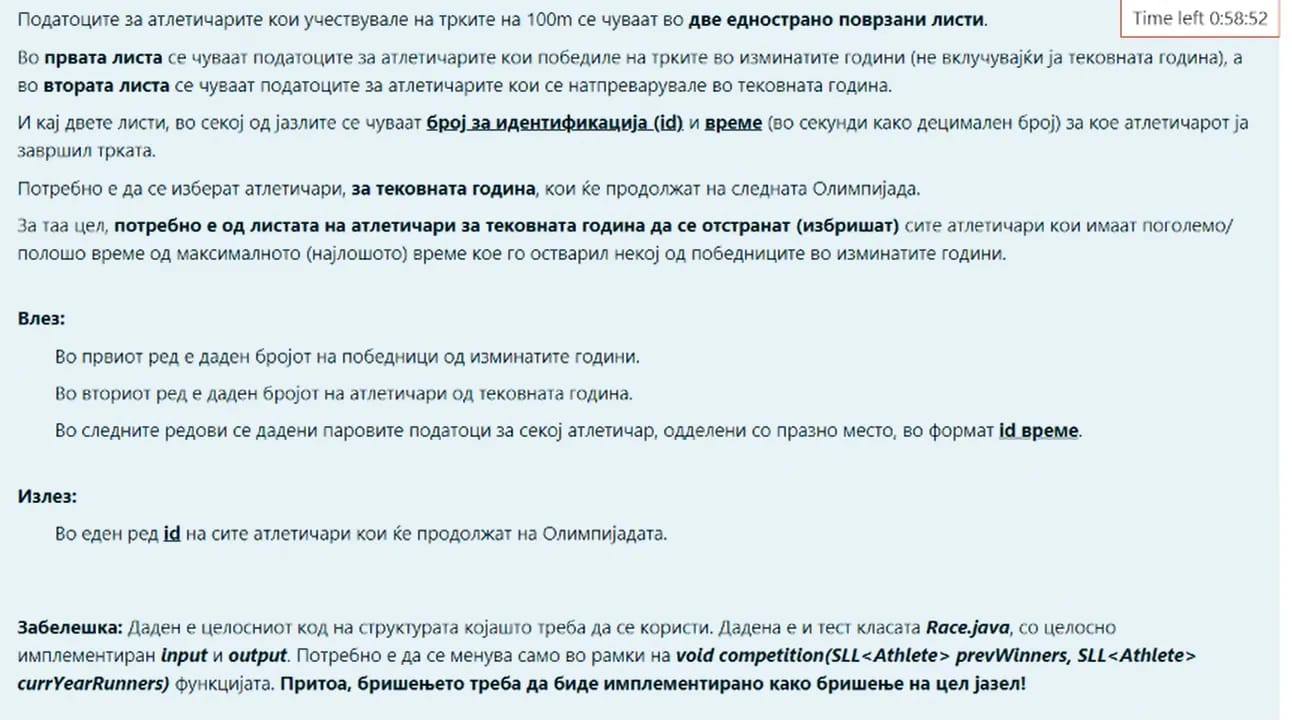 Податоците за атлетичарите кои учествувале на трките на 100m се чуваат во две еднострано поврзани листи.
Time left 0:58:52
Во првата листа се чуваат податоците за атлетичарите кои победиле на трките во изминатите години (не вклучувајќи ја тековната година), а
во втората листа се чуваат податоците за атлетичарите кои се натпреварувале во тековната година.
И кај двете листи, во секој од јазлите се чуваат број за идентификација (id) и време (во секунди како децимален број) за кое атлетичарот ја
завршил трката.
Потребно е да се изберат атлетичари, за тековната година, кои ќе продолжат на следната Олимпијада.
За таа цел, потребно е од листата на атлетичари за тековната година да се отстранат (избришат) сите атлетичари кои имаат поголемо/
полошо време од максималното (најлошото) време кое го остварил некој од победниците во изминатите години.
Влез:
Во првиот ред е даден бројот на победници од изминатите години.
Во вториот ред е даден бројот на атлетичари од тековната година.
Во следните редови се дадени паровите податоци за секој атлетичар, одделени со празно место, во формат id време.
Излез:
Во еден ред id на сите атлетичари кои ќе продолжат на Олимпијадата.
Забелешка: Даден е целосниот код на структурата којашто треба да се користи. Дадена е и тест класата Race.java, со целосно
имплементиран input и output. Потребно е да се менува само во рамки на void competition(SLL<Athlete> prevWinners, SLL<Athlete>
currYearRunners) функцијата. Притоа, бришењето треба да биде имплементирано како бришење на цел јазел!